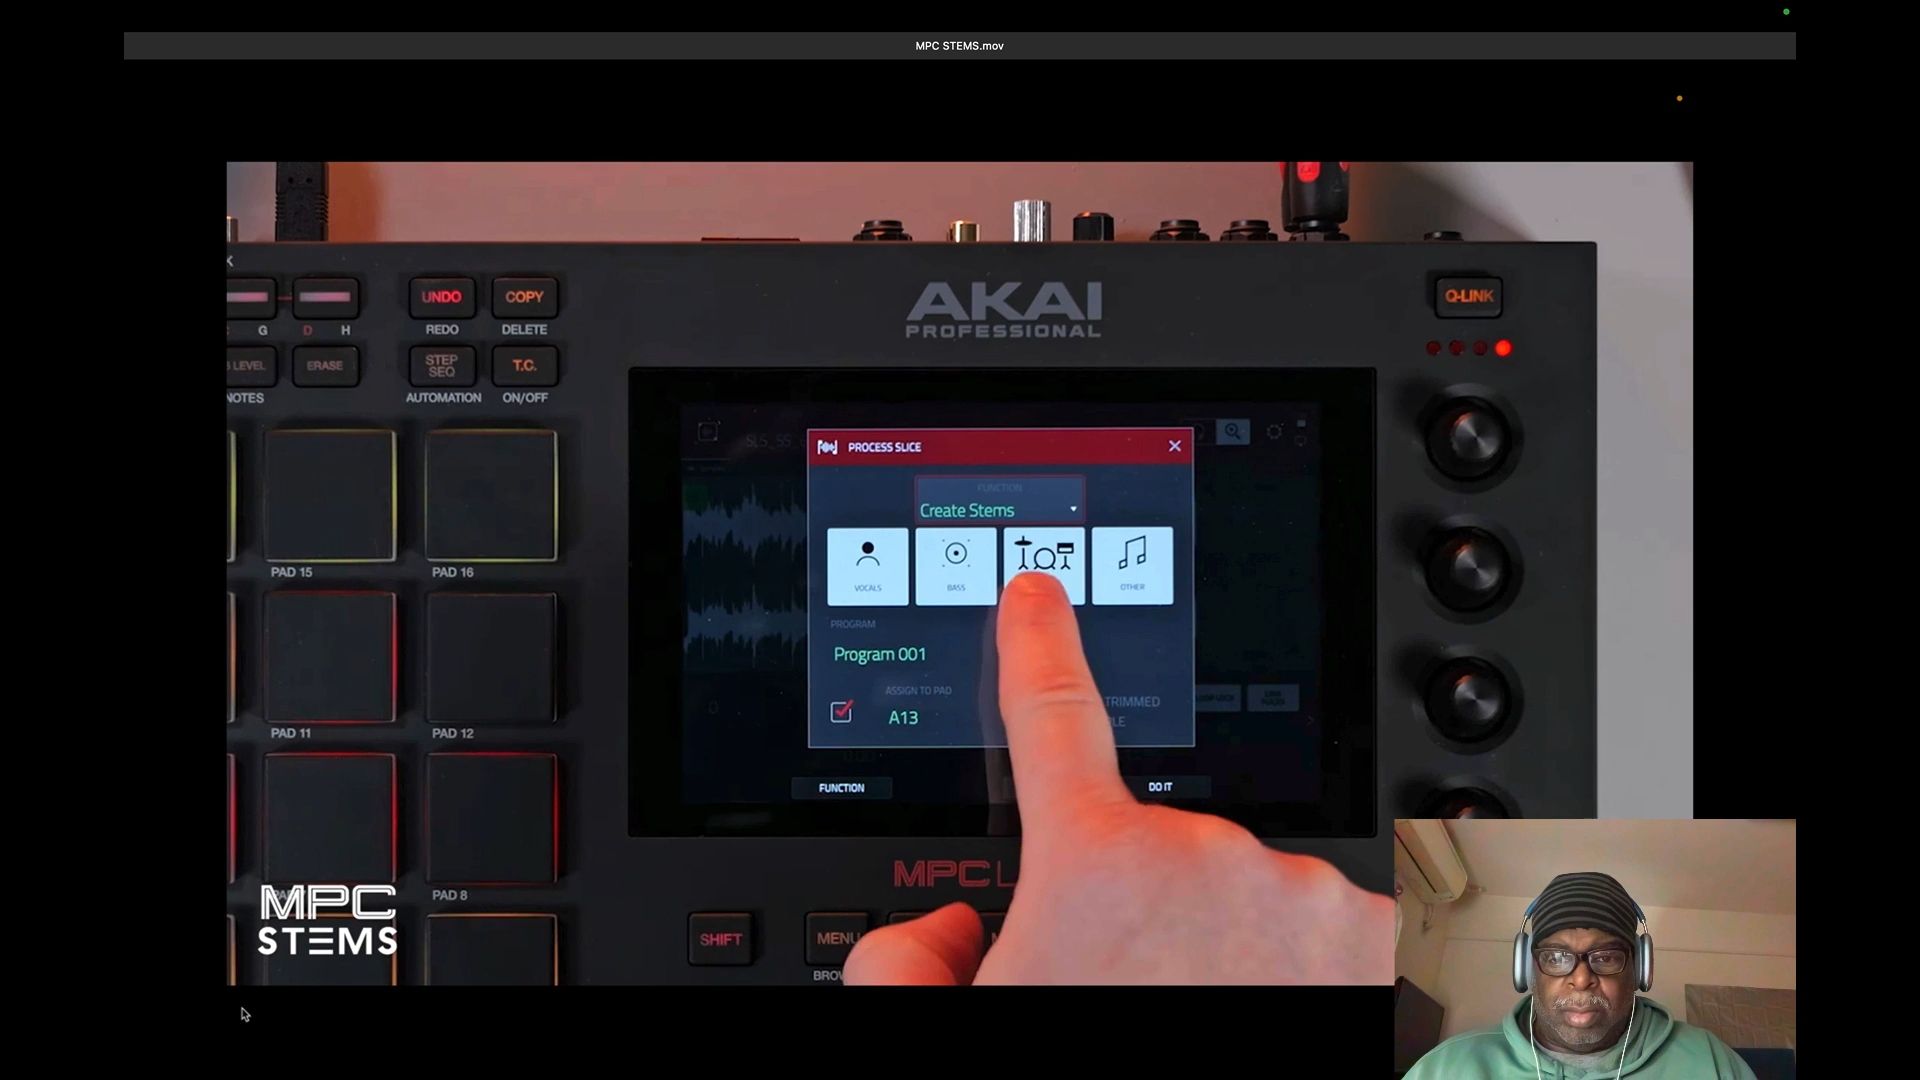 MPC STEMS.mov
G
D
H
UNDO
COPY
REDO
DELETE
LEVEL
ERASE
STEP
SEQ
T.C.
NOTES
AUTOMATION
ON/OFF
AKAI
PROFESSIONAL
Q-LINK
PROCESS SLICE
FUNCTION
Create Stems
VOCALS
BASS
OTHER
PROGRAM
Program 001
ASSIGN TO PAD
A13
TRIMMED
FUNCTION
DO IT
PAD 15
PAD 16
PAD 11
PAD 12
PAD 8
MPC
SHIFT
MENU
MPC
STEMS